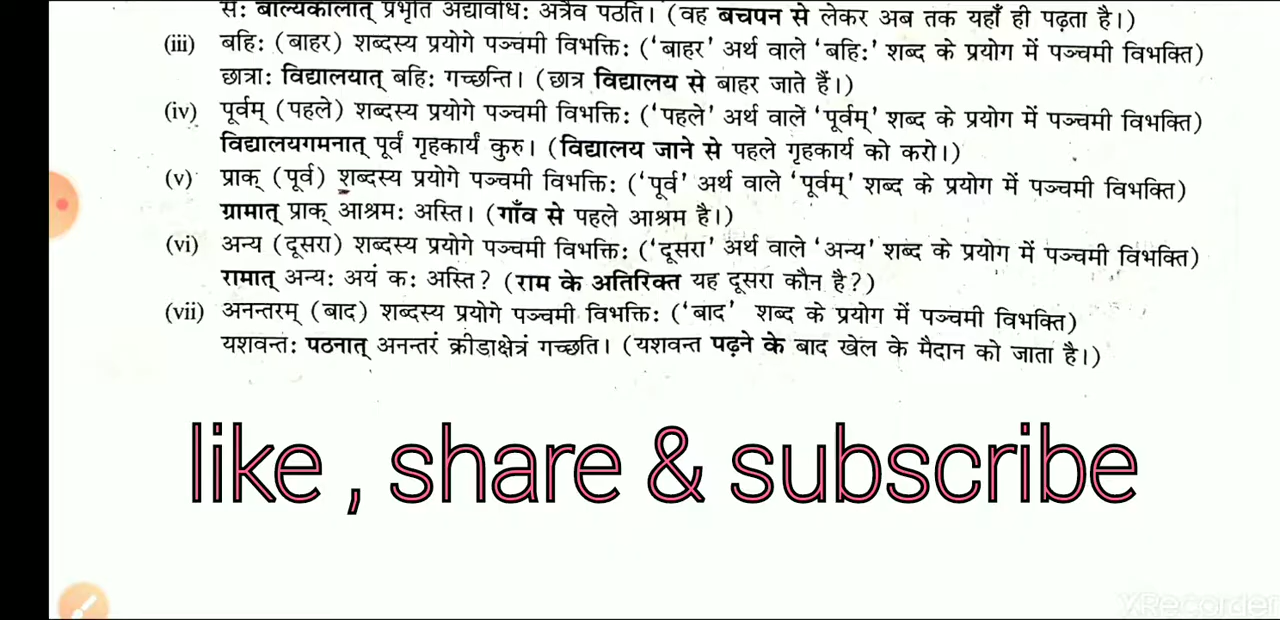 सः बाल्यकालात् प्रभृति अद्यावधिः अत्रैव पठति। (वह बचपन से लेकर अब तक यहाँ ही पढ़ता है।)
(iii) बहिः (बाहर) शब्दस्य प्रयोगे पञ्चमी विभक्तिः ('बाहर' अर्थ वाले 'बहिः' शब्द के प्रयोग में पञ्चमी विभक्ति)
छात्राः विद्यालयात् बहिः गच्छन्ति। (छात्र विद्यालय से बाहर जाते हैं।)
(iv) पूर्वम् (पहले) शब्दस्य प्रयोगे पञ्चमी विभक्तिः ('पहले' अर्थ वाले 'पूर्वम्' शब्द के प्रयोग में पञ्चमी विभक्ति)
विद्यालयगमनात् पूर्वं गृहकार्यं कुरु। (विद्यालय जाने से पहले गृहकार्य को करो।)
(v) प्राक् (पूर्व) शब्दस्य प्रयोगे पञ्चमी विभक्तिः ('पूर्व' अर्थ वाले 'पूर्वम्' शब्द के प्रयोग में पञ्चमी विभक्ति)
ग्रामात् प्राक् आश्रमः अस्ति। (गाँव से पहले आश्रम है।)
(vi) अन्य (दूसरा) शब्दस्य प्रयोगे पञ्चमी विभक्तिः ('दूसरा' अर्थ वाले 'अन्य' शब्द के प्रयोग में पञ्चमी विभक्ति)
रामात् अन्यः अयं कः अस्ति? (राम के अतिरिक्त यह दूसरा कौन है?)
(vii) अनन्तरम् (बाद) शब्दस्य प्रयोगे पञ्चमी विभक्तिः ('बाद' शब्द के प्रयोग में पञ्चमी विभक्ति)
यशवन्तः पठनात् अनन्तरं क्रीडाक्षेत्रं गच्छति। (यशवन्त पढ़ने के बाद खेल के मैदान को जाता है।)
like , share & subscribe
XRecorder